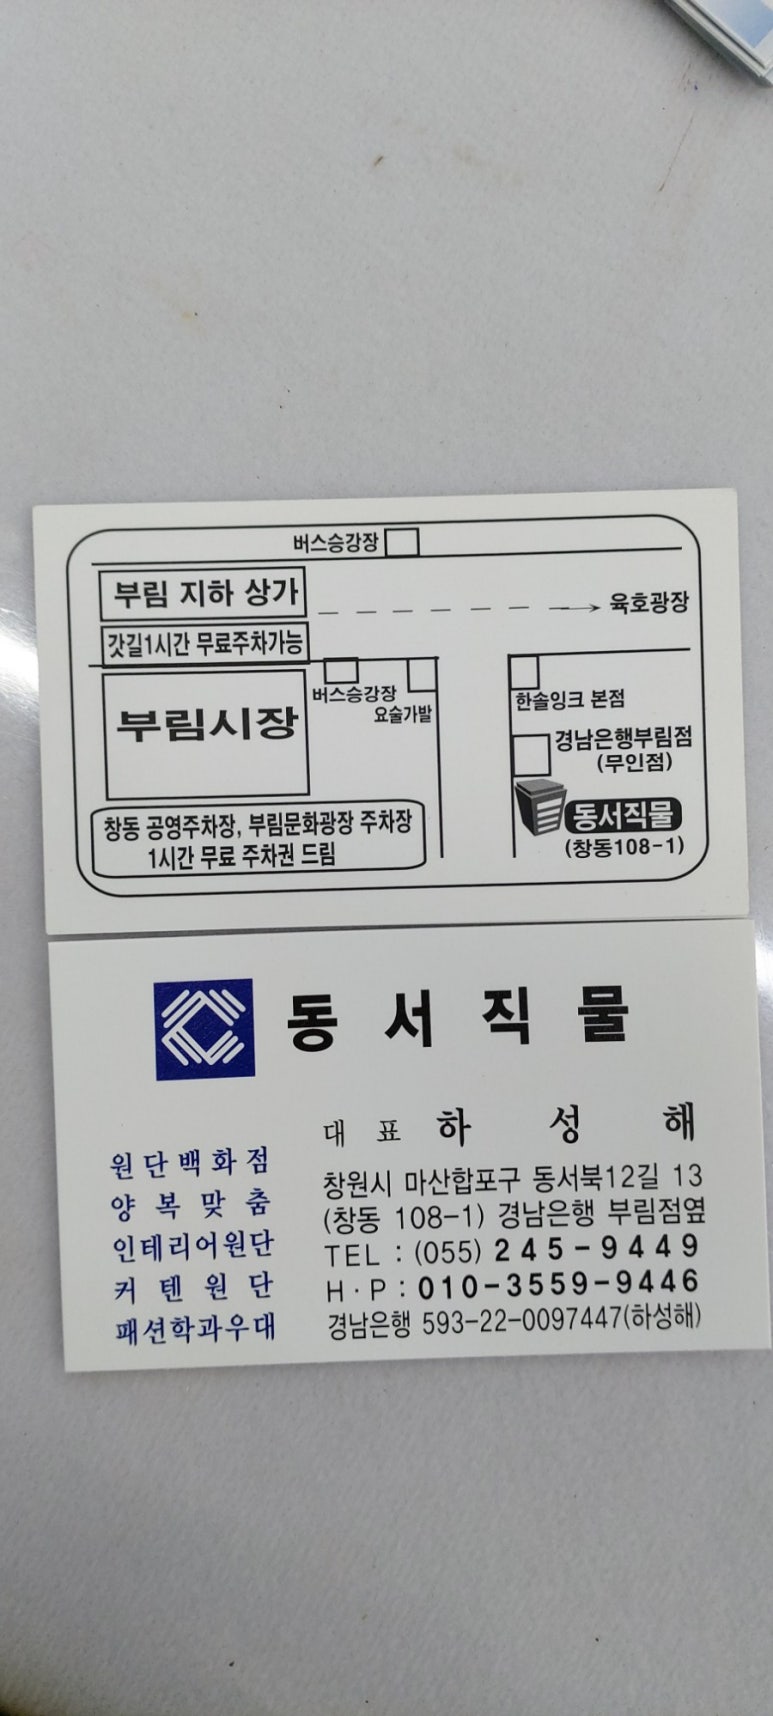 버스승강장
부림 지하 상가
육호광장
갓길1시간 무료주차가능
버스승강장
요술가발
한솔잉크 본점
부림시장
경남은행부림점
(무인점)
동서직물
(창동108-1)
창동 공영주차장, 부림문화광장 주차장
1시간 무료 주차권 드림
동서직물
대표 하성해
원단백화점
양복맞춤
인테리어원단
커텐원단
패션학과우대
창원시 마산합포구 동서북12길 13
(창동 108-1) 경남은행 부림점옆
TEL : (055) 245-9449
H·P : 010-3559-9446
경남은행 593-22-0097447(하성해)